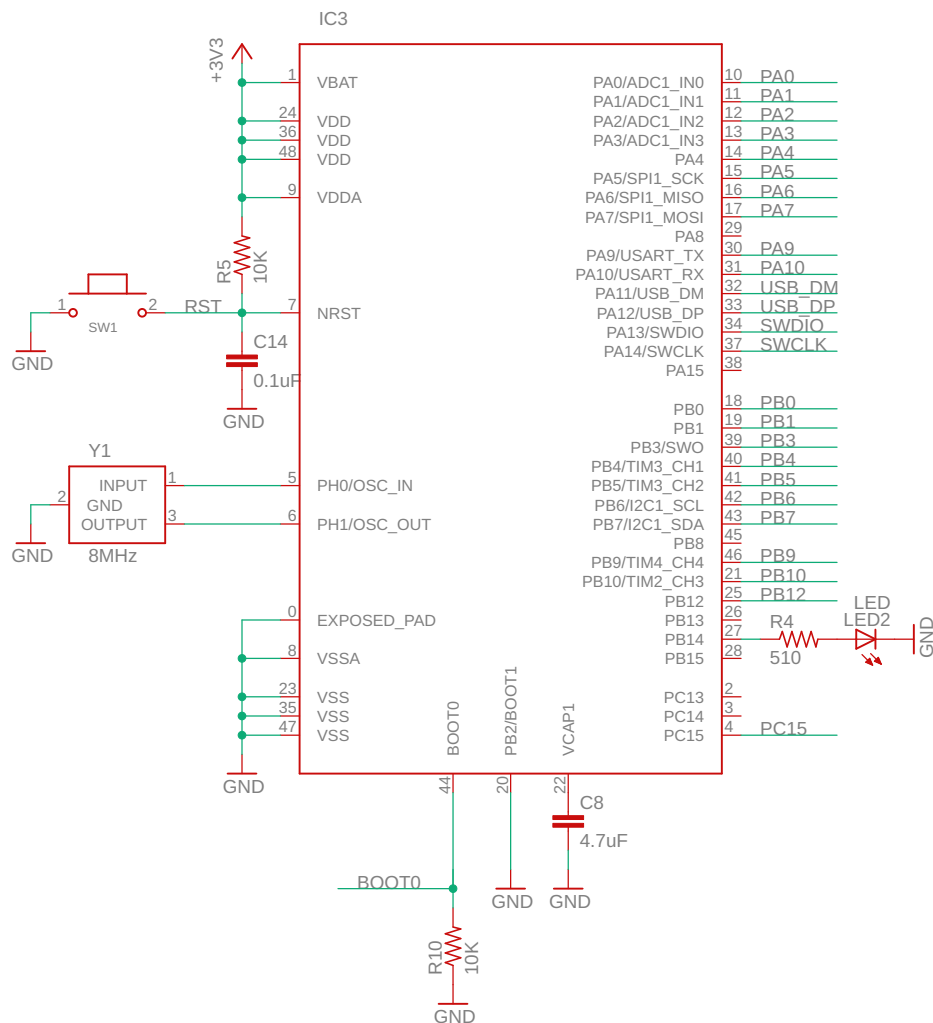 IC3
+3V3
1 VBAT
24 VDD
36 VDD
48 VDD
9 VDDA
R5 10K
1 2 RST
SW1
GND
7 NRST
C14
0.1uF
GND
Y1
INPUT 1
2 GND
OUTPUT 3
8MHz
GND
5 PH0/OSC_IN
6 PH1/OSC_OUT
0 EXPOSED_PAD
8 VSSA
23 VSS
35 VSS
47 VSS
GND
PA0/ADC1_IN0 10 PA0
PA1/ADC1_IN1 11 PA1
PA2/ADC1_IN2 12 PA2
PA3/ADC1_IN3 13 PA3
PA4 14 PA4
PA5/SPI1_SCK 15 PA5
PA6/SPI1_MISO 16 PA6
PA7/SPI1_MOSI 17 PA7
PA8 29
PA9/USART_TX 30 PA9
PA10/USART_RX 31 PA10
PA11/USB_DM 32 USB_DM
PA12/USB_DP 33 USB_DP
PA13/SWDIO 34 SWDIO
PA14/SWCLK 37 SWCLK
PA15 38
PB0 18 PB0
PB1 19 PB1
PB3/SWO 39 PB3
PB4/TIM3_CH1 40 PB4
PB5/TIM3_CH2 41 PB5
PB6/I2C1_SCL 42 PB6
PB7/I2C1_SDA 43 PB7
PB8 45
PB9/TIM4_CH4 46 PB9
PB10/TIM2_CH3 21 PB10
PB12 25 PB12
PB13 26
PB14 27
PB15 28
R4
510
LED
LED2
GND
PC13 2
PC14 3
PC15 4 PC15
BOOT0 44
PB2/BOOT1 20
VCAP1 22
C8
4.7uF
GND
GND
BOOT0
R10 10K
GND